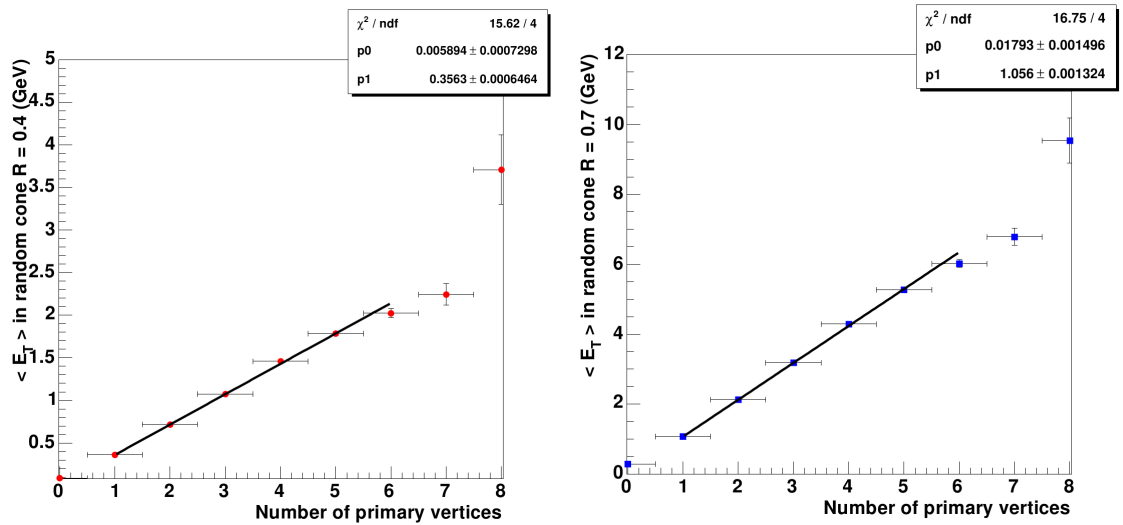 χ² / ndf 15.62 / 4
p0 0.005894 ± 0.0007298
p1 0.3563 ± 0.0006464
< E_T > in random cone R = 0.4 (GeV)
5
4.5
4
3.5
3
2.5
2
1.5
1
0.5
0 1 2 3 4 5 6 7 8
Number of primary vertices
χ² / ndf 16.75 / 4
p0 0.01793 ± 0.001496
p1 1.056 ± 0.001324
< E_T > in random cone R = 0.7 (GeV)
12
10
8
6
4
2
0
0 1 2 3 4 5 6 7 8
Number of primary vertices